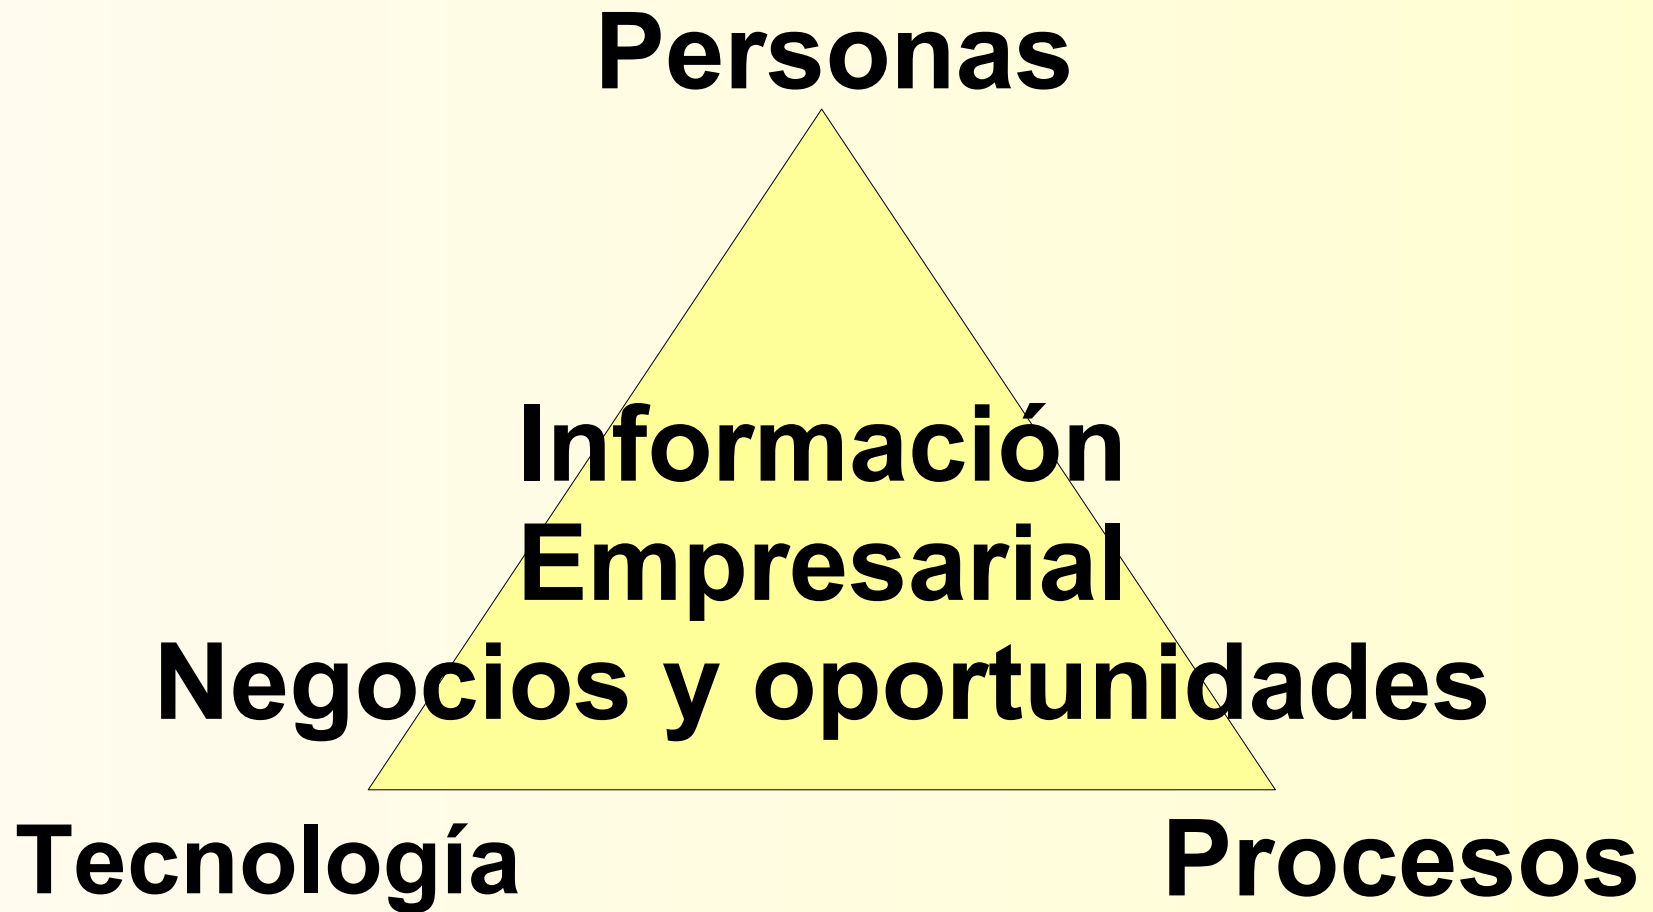 Personas
Información
Empresarial
Negocios y oportunidades
Tecnología
Procesos